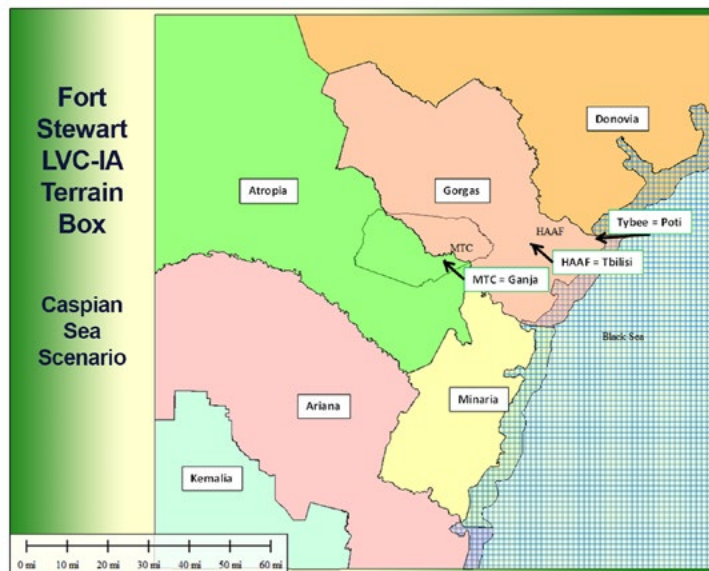 Fort
Stewart
LVC-IA
Terrain
Box
Caspian
Sea
Scenario
Donovia
Atropia
Gorgas
Tybee = Poti
HAAF
MTC
HAAF = Tbilisi
MTC = Ganja
Black Sea
Minaria
Ariana
Kemalia
0 mi 10 mi 20 mi 30 mi 40 mi 50 mi 60 mi